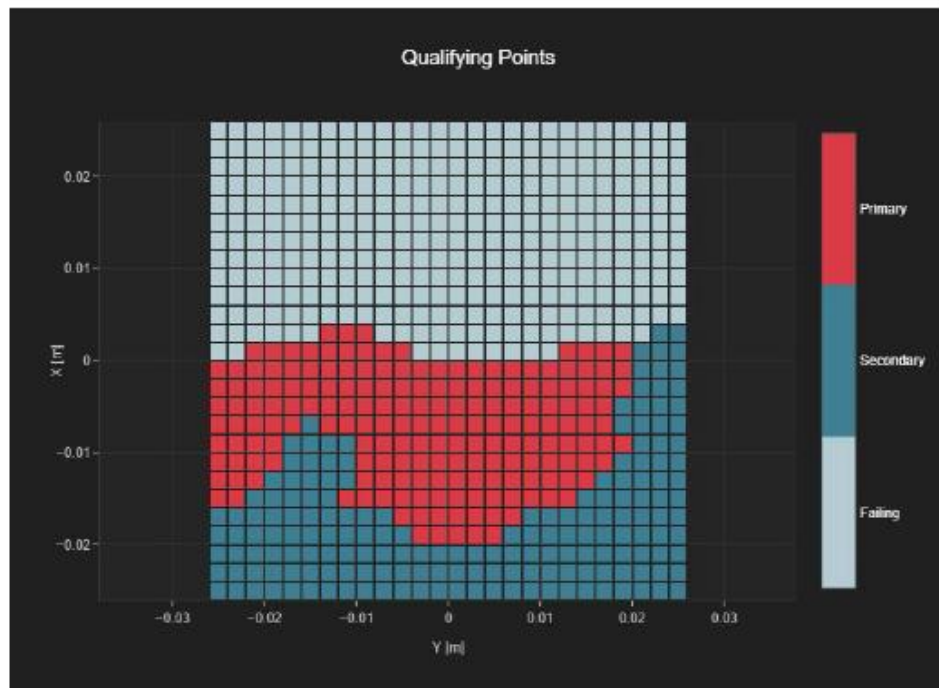 Qualifying Points
0.02
0.01
0
−0.01
−0.02
X [m]
−0.03
−0.02
−0.01
0
0.01
0.02
0.03
Y [m]
Primary
Secondary
Failing